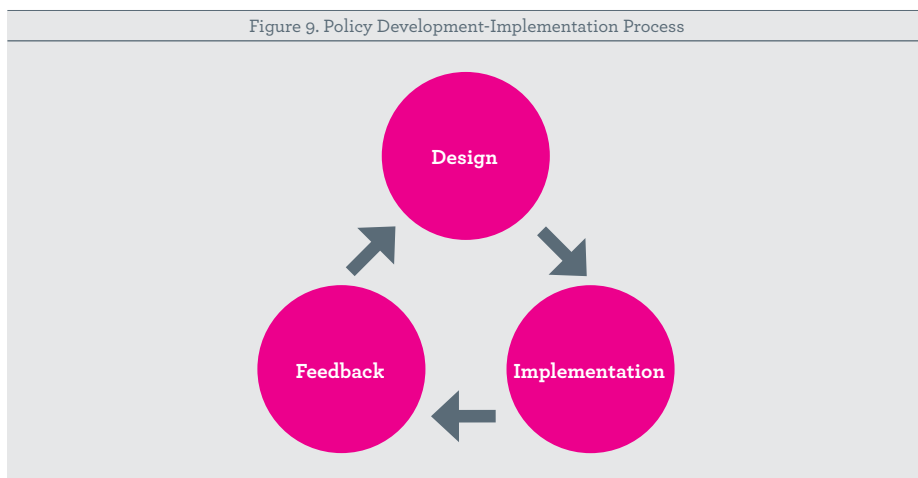 Figure 9. Policy Development-Implementation Process
Design
Feedback
Implementation